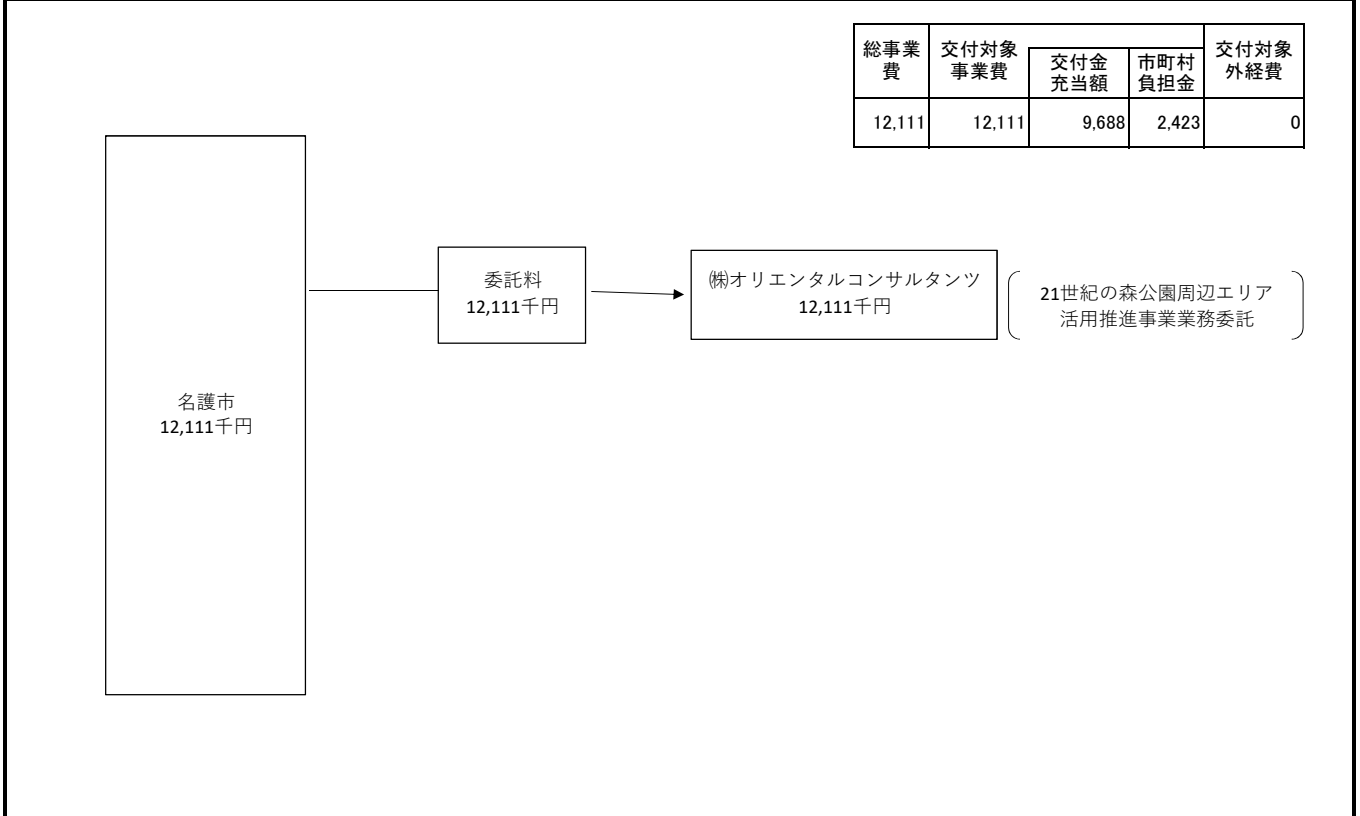 総事業費
交付対象事業費
交付金充当額
市町村負担金
交付対象外経費
12,111
12,111
9,688
2,423
0
名護市
12,111千円
委託料
12,111千円
㈱オリエンタルコンサルタンツ
12,111千円
21世紀の森公園周辺エリア
活用推進事業業務委託